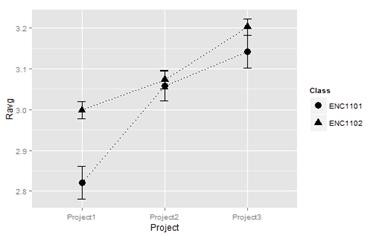 3.2
3.1
3.0
2.9
2.8
Ravg
Project1 Project2 Project3
Project
Class
ENC1101
ENC1102